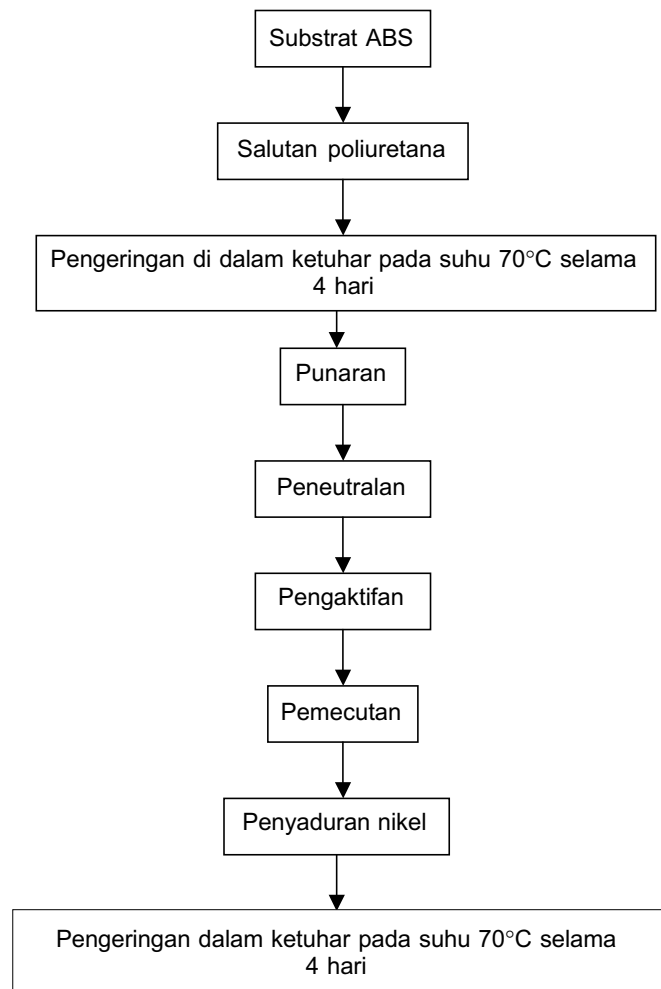 Substrat ABS
Salutan poliuretana
Pengeringan di dalam ketuhar pada suhu 70°C selama
4 hari
Punaran
Peneutralan
Pengaktifan
Pemecutan
Penyaduran nikel
Pengeringan dalam ketuhar pada suhu 70°C selama
4 hari